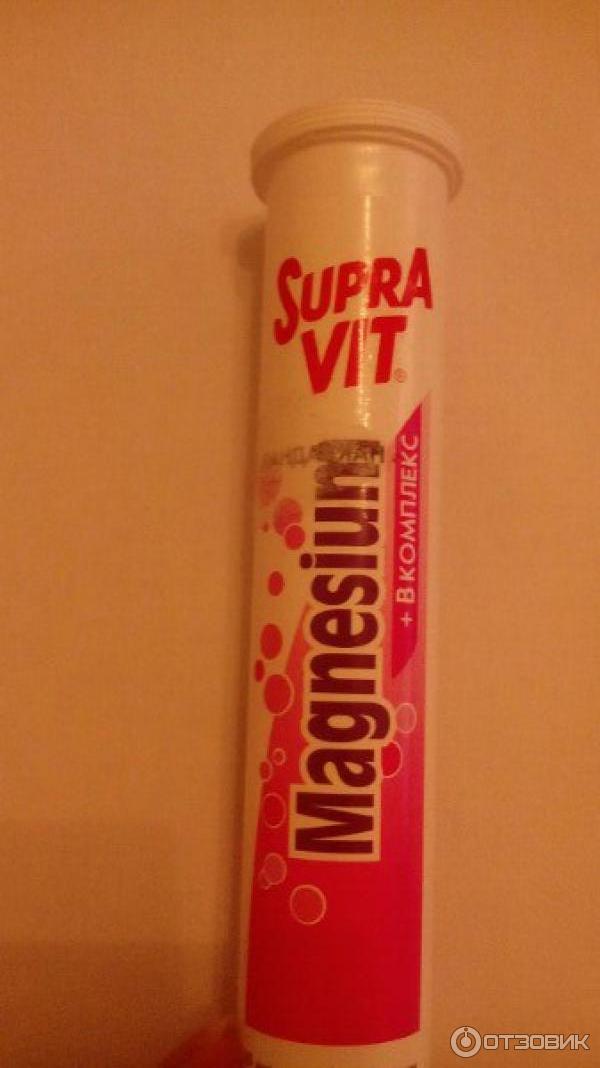 SUPRA
VIT®
Magnesium
+ В КОМПЛЕКС
ОТЗОВИК